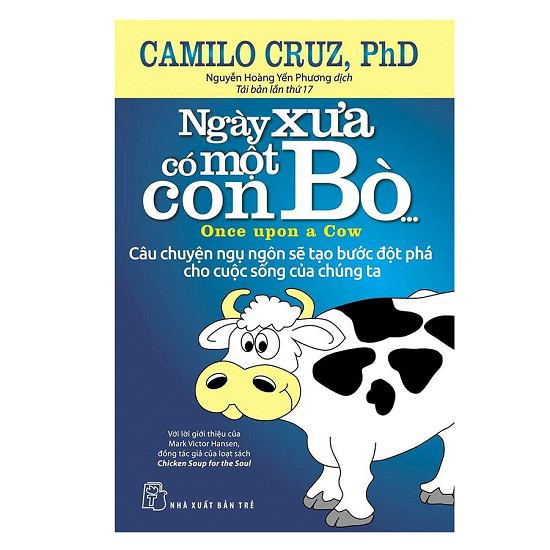 CAMILO CRUZ, PhD
Nguyễn Hoàng Yến Phương dịch
Tái bản lần thứ 17
Ngày xưa
có một
con Bò...
Once upon a Cow
Câu chuyện ngụ ngôn sẽ tạo bước đột phá
cho cuộc sống của chúng ta
Với lời giới thiệu của
Mark Victor Hansen,
đồng tác giả của loạt sách
Chicken Soup for the Soul
NHÀ XUẤT BẢN TRẺ